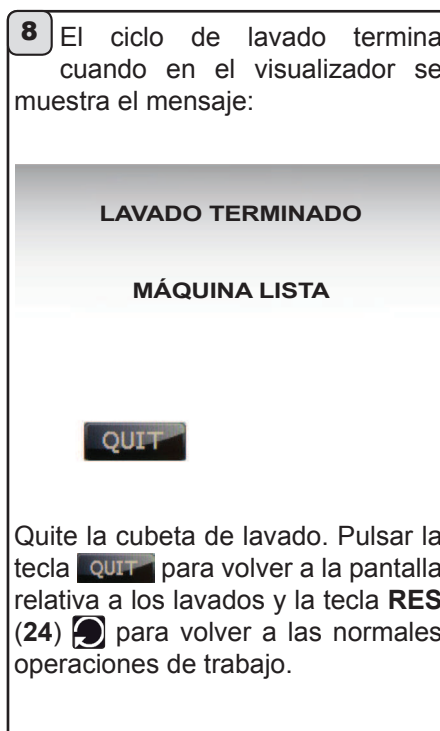 8 El ciclo de lavado termina
cuando en el visualizador se
muestra el mensaje:
LAVADO TERMINADO
MÁQUINA LISTA
QUIT
Quite la cubeta de lavado. Pulsar la
tecla QUIT para volver a la pantalla
relativa a los lavados y la tecla RES
(24) para volver a las normales
operaciones de trabajo.